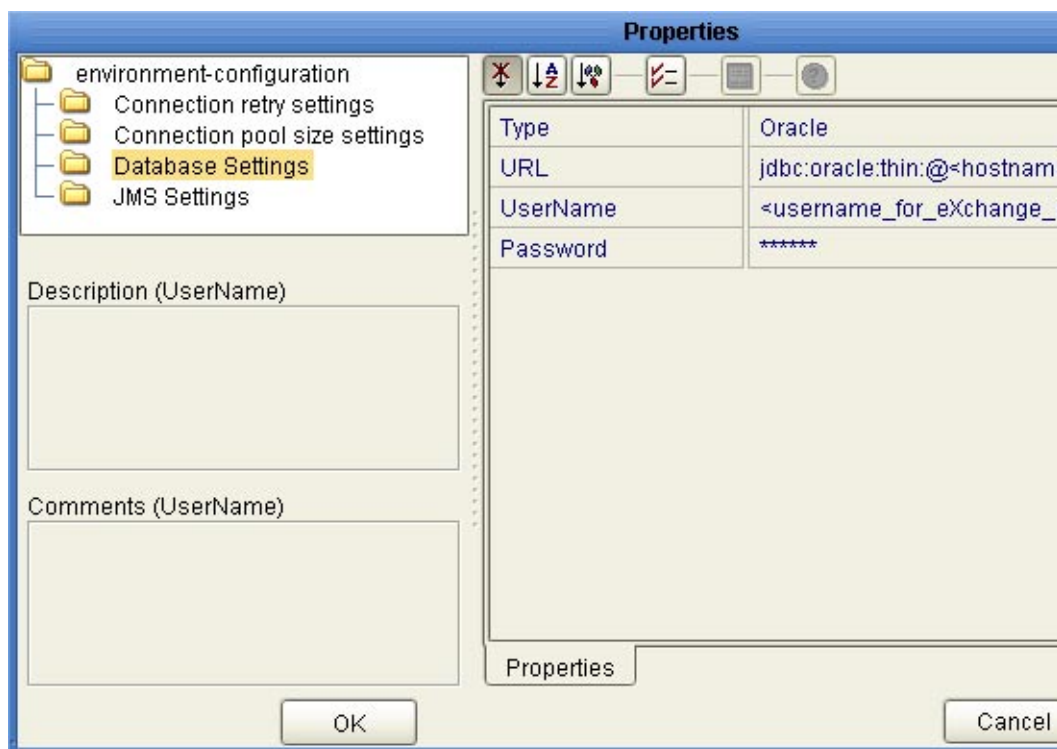 Properties
environment-configuration
Connection retry settings
Connection pool size settings
Database Settings
JMS Settings
Description (UserName)
Comments (UserName)
OK
Type Oracle
URL jdbc:oracle:thin:@<hostnam
UserName <username_for_eXchange_
Password ******
Properties
Cancel